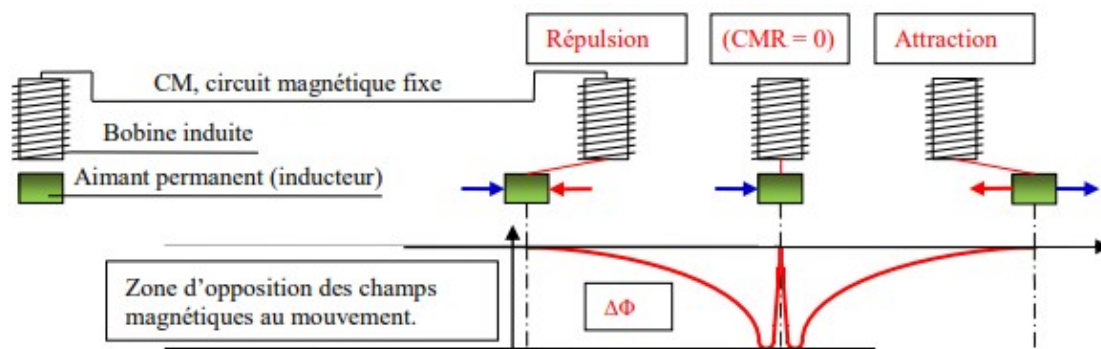 Répulsion
(CMR = 0)
Attraction
CM, circuit magnétique fixe
Bobine induite
Aimant permanent (inducteur)
Zone d’opposition des champs
magnétiques au mouvement.
ΔΦ